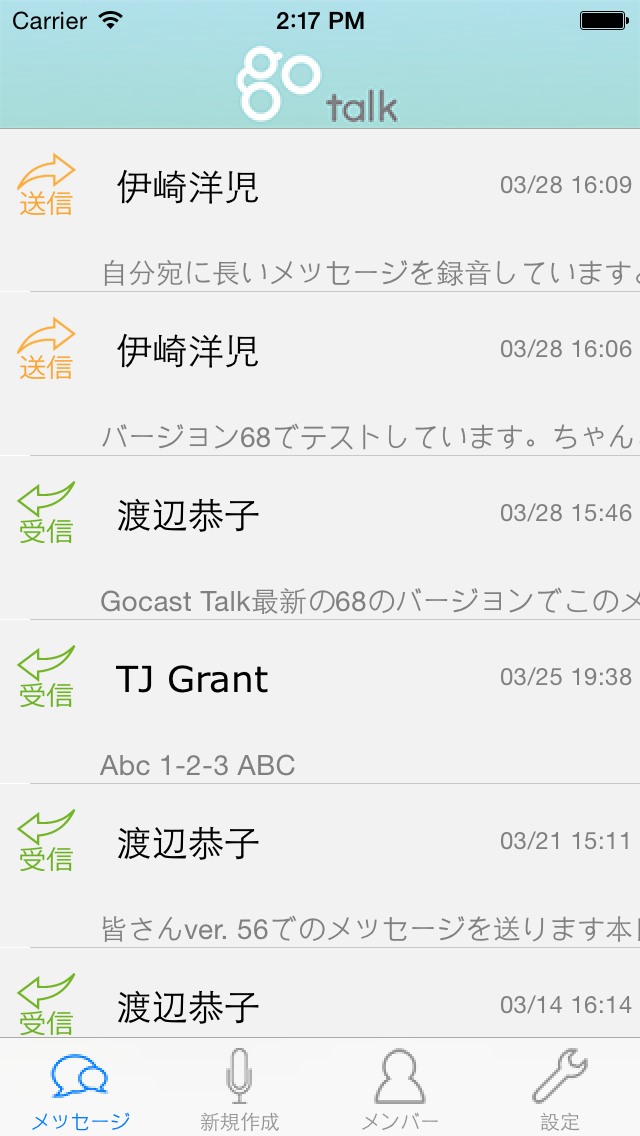 Carrier 2:17 PM
go talk
送信 伊崎洋児 03/28 16:09
自分宛に長いメッセージを録音しています
送信 伊崎洋児 03/28 16:06
バージョン68でテストしています。ちゃん
受信 渡辺恭子 03/28 15:46
Gocast Talk最新の68のバージョンでこのメ
受信 TJ Grant 03/25 19:38
Abc 1-2-3 ABC
受信 渡辺恭子 03/21 15:11
皆さんver. 56でのメッセージを送ります本
受信 渡辺恭子 03/14 16:14
メッセージ 新規作成 メンバー 設定